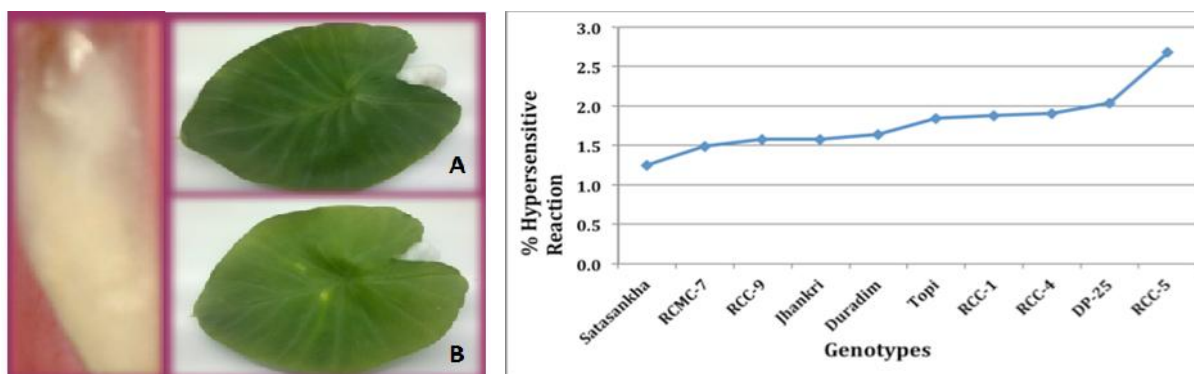 A
B
% Hypersensitive
Reaction
3.0
2.5
2.0
1.5
1.0
0.5
0.0
Satasankha
RCMC-7
RCC-9
Jhankri
Duradim
Topi
RCC-1
RCC-4
DP-25
RCC-5
Genotypes